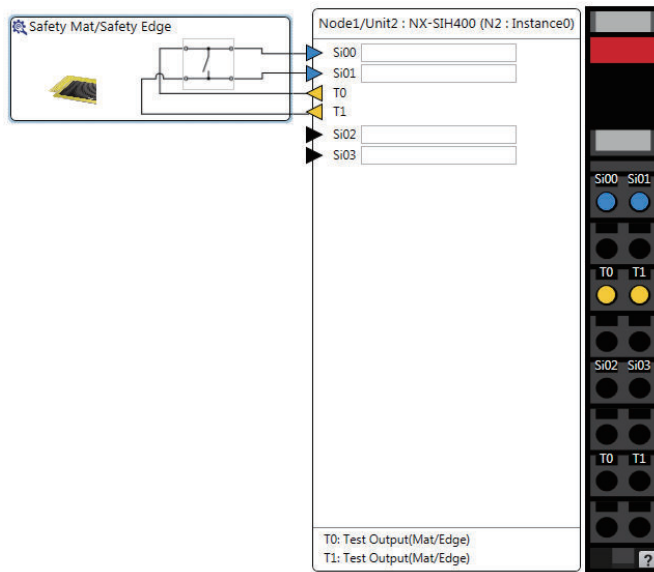 Safety Mat/Safety Edge
Node1/Unit2 : NX-SIH400 (N2 : Instance0)
Si00
Si01
T0
T1
Si02
Si03
T0: Test Output(Mat/Edge)
T1: Test Output(Mat/Edge)
Si00 Si01
T0 T1
Si02 Si03
T0 T1
?